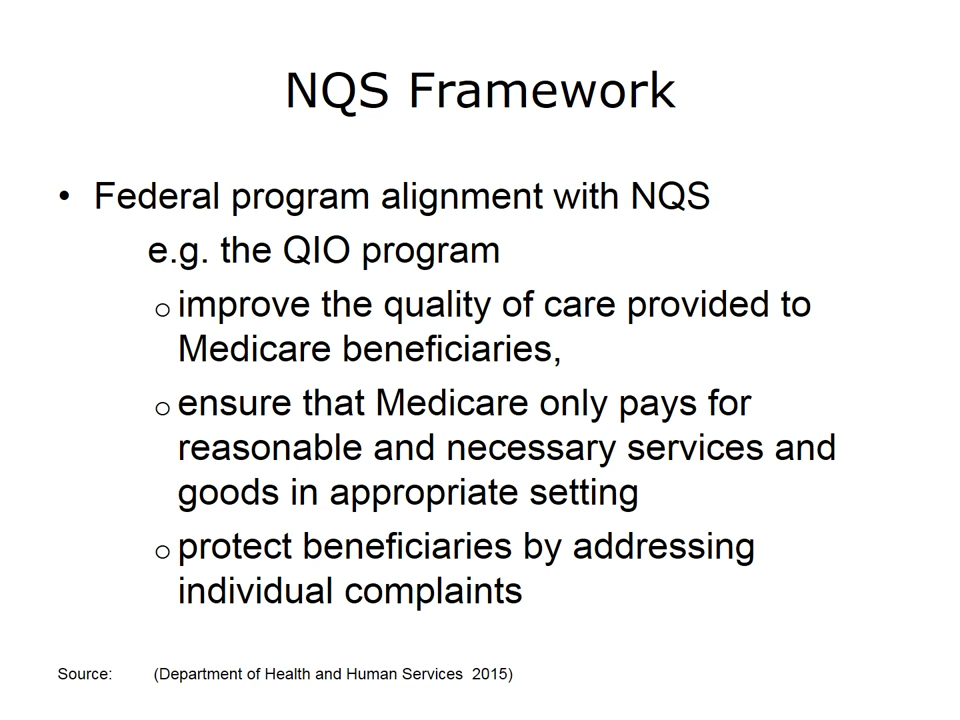 NQS Framework
• Federal program alignment with NQS
e.g. the QIO program
o improve the quality of care provided to
Medicare beneficiaries,
o ensure that Medicare only pays for
reasonable and necessary services and
goods in appropriate setting
o protect beneficiaries by addressing
individual complaints
Source: (Department of Health and Human Services 2015)